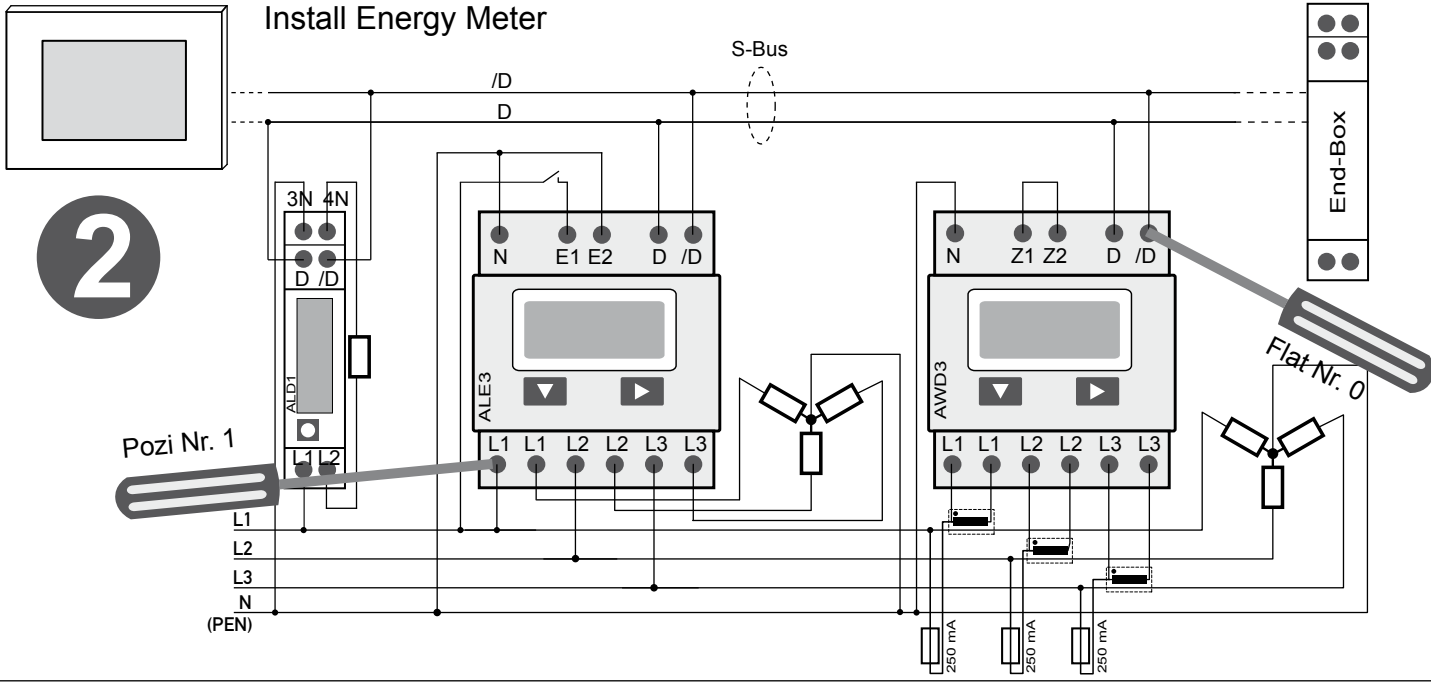 Install Energy Meter
S-Bus
/D
D
End-Box
2
3N 4N
D /D
ALD1
L1 L2
N E1 E2 D /D
ALE3
L1 L1 L2 L2 L3 L3
N Z1 Z2 D /D
AWD3
L1 L1 L2 L2 L3 L3
Flat Nr. 0
Pozi Nr. 1
L1
L2
L3
N
(PEN)
250 mA
250 mA
250 mA